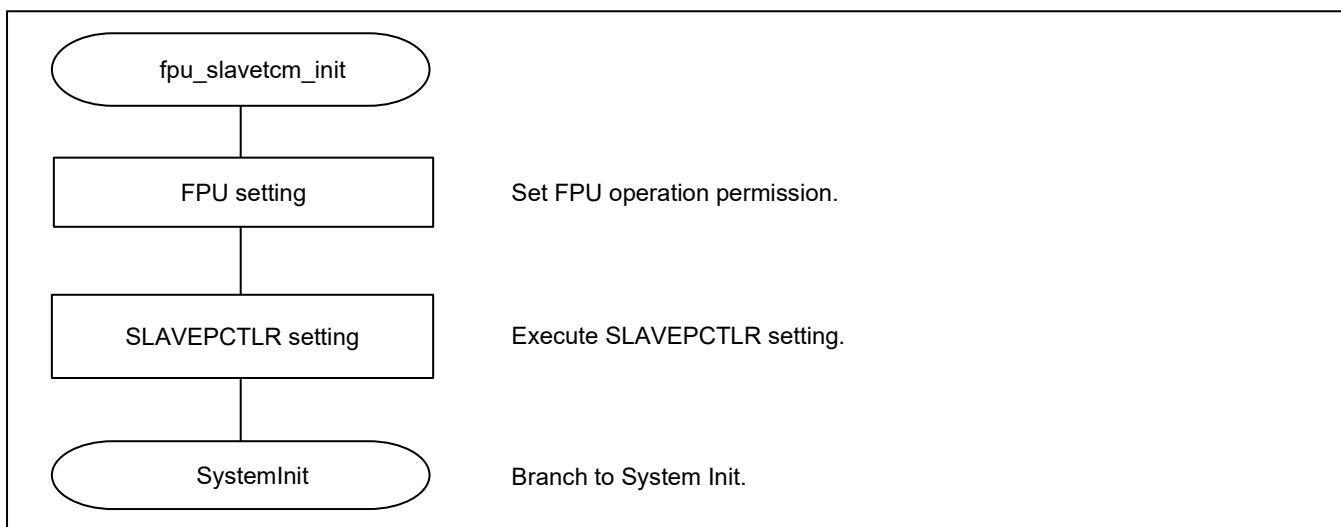 fpu_slavetcm_init
FPU setting
Set FPU operation permission.
SLAVEPCTLR setting
Execute SLAVEPCTLR setting.
SystemInit
Branch to System Init.